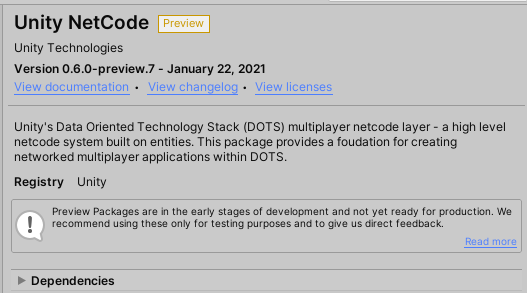 Unity NetCode Preview
Unity Technologies
Version 0.6.0-preview.7 - January 22, 2021
View documentation • View changelog • View licenses
Unity's Data Oriented Technology Stack (DOTS) multiplayer netcode layer - a high level
netcode system built on entities. This package provides a foudation for creating
networked multiplayer applications within DOTS.
Registry Unity
Preview Packages are in the early stages of development and not yet ready for production. We
recommend using these only for testing purposes and to give us direct feedback.
Read more
Dependencies